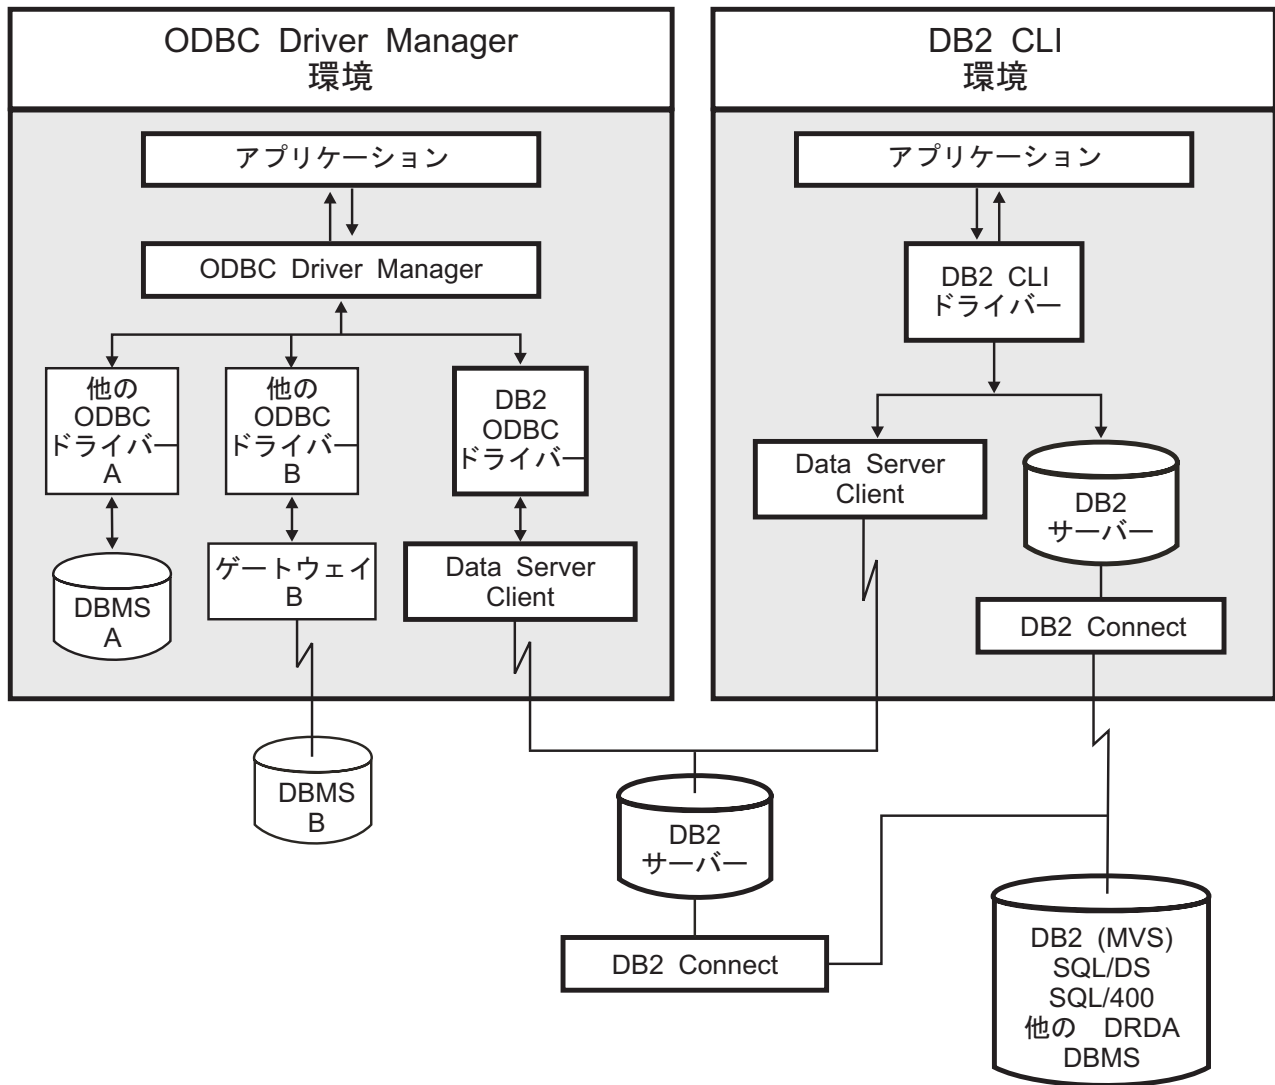 ODBC Driver Manager
環境
アプリケーション
ODBC Driver Manager
他の
ODBC
ドライバー
A
他の
ODBC
ドライバー
B
DB2
ODBC
ドライバー
DBMS
A
ゲートウェイ
B
Data Server
Client
DBMS
B
DB2 CLI
環境
アプリケーション
DB2 CLI
ドライバー
Data Server
Client
DB2
サーバー
DB2 Connect
DB2
サーバー
DB2 Connect
DB2 (MVS)
SQL/DS
SQL/400
他の DRDA
DBMS